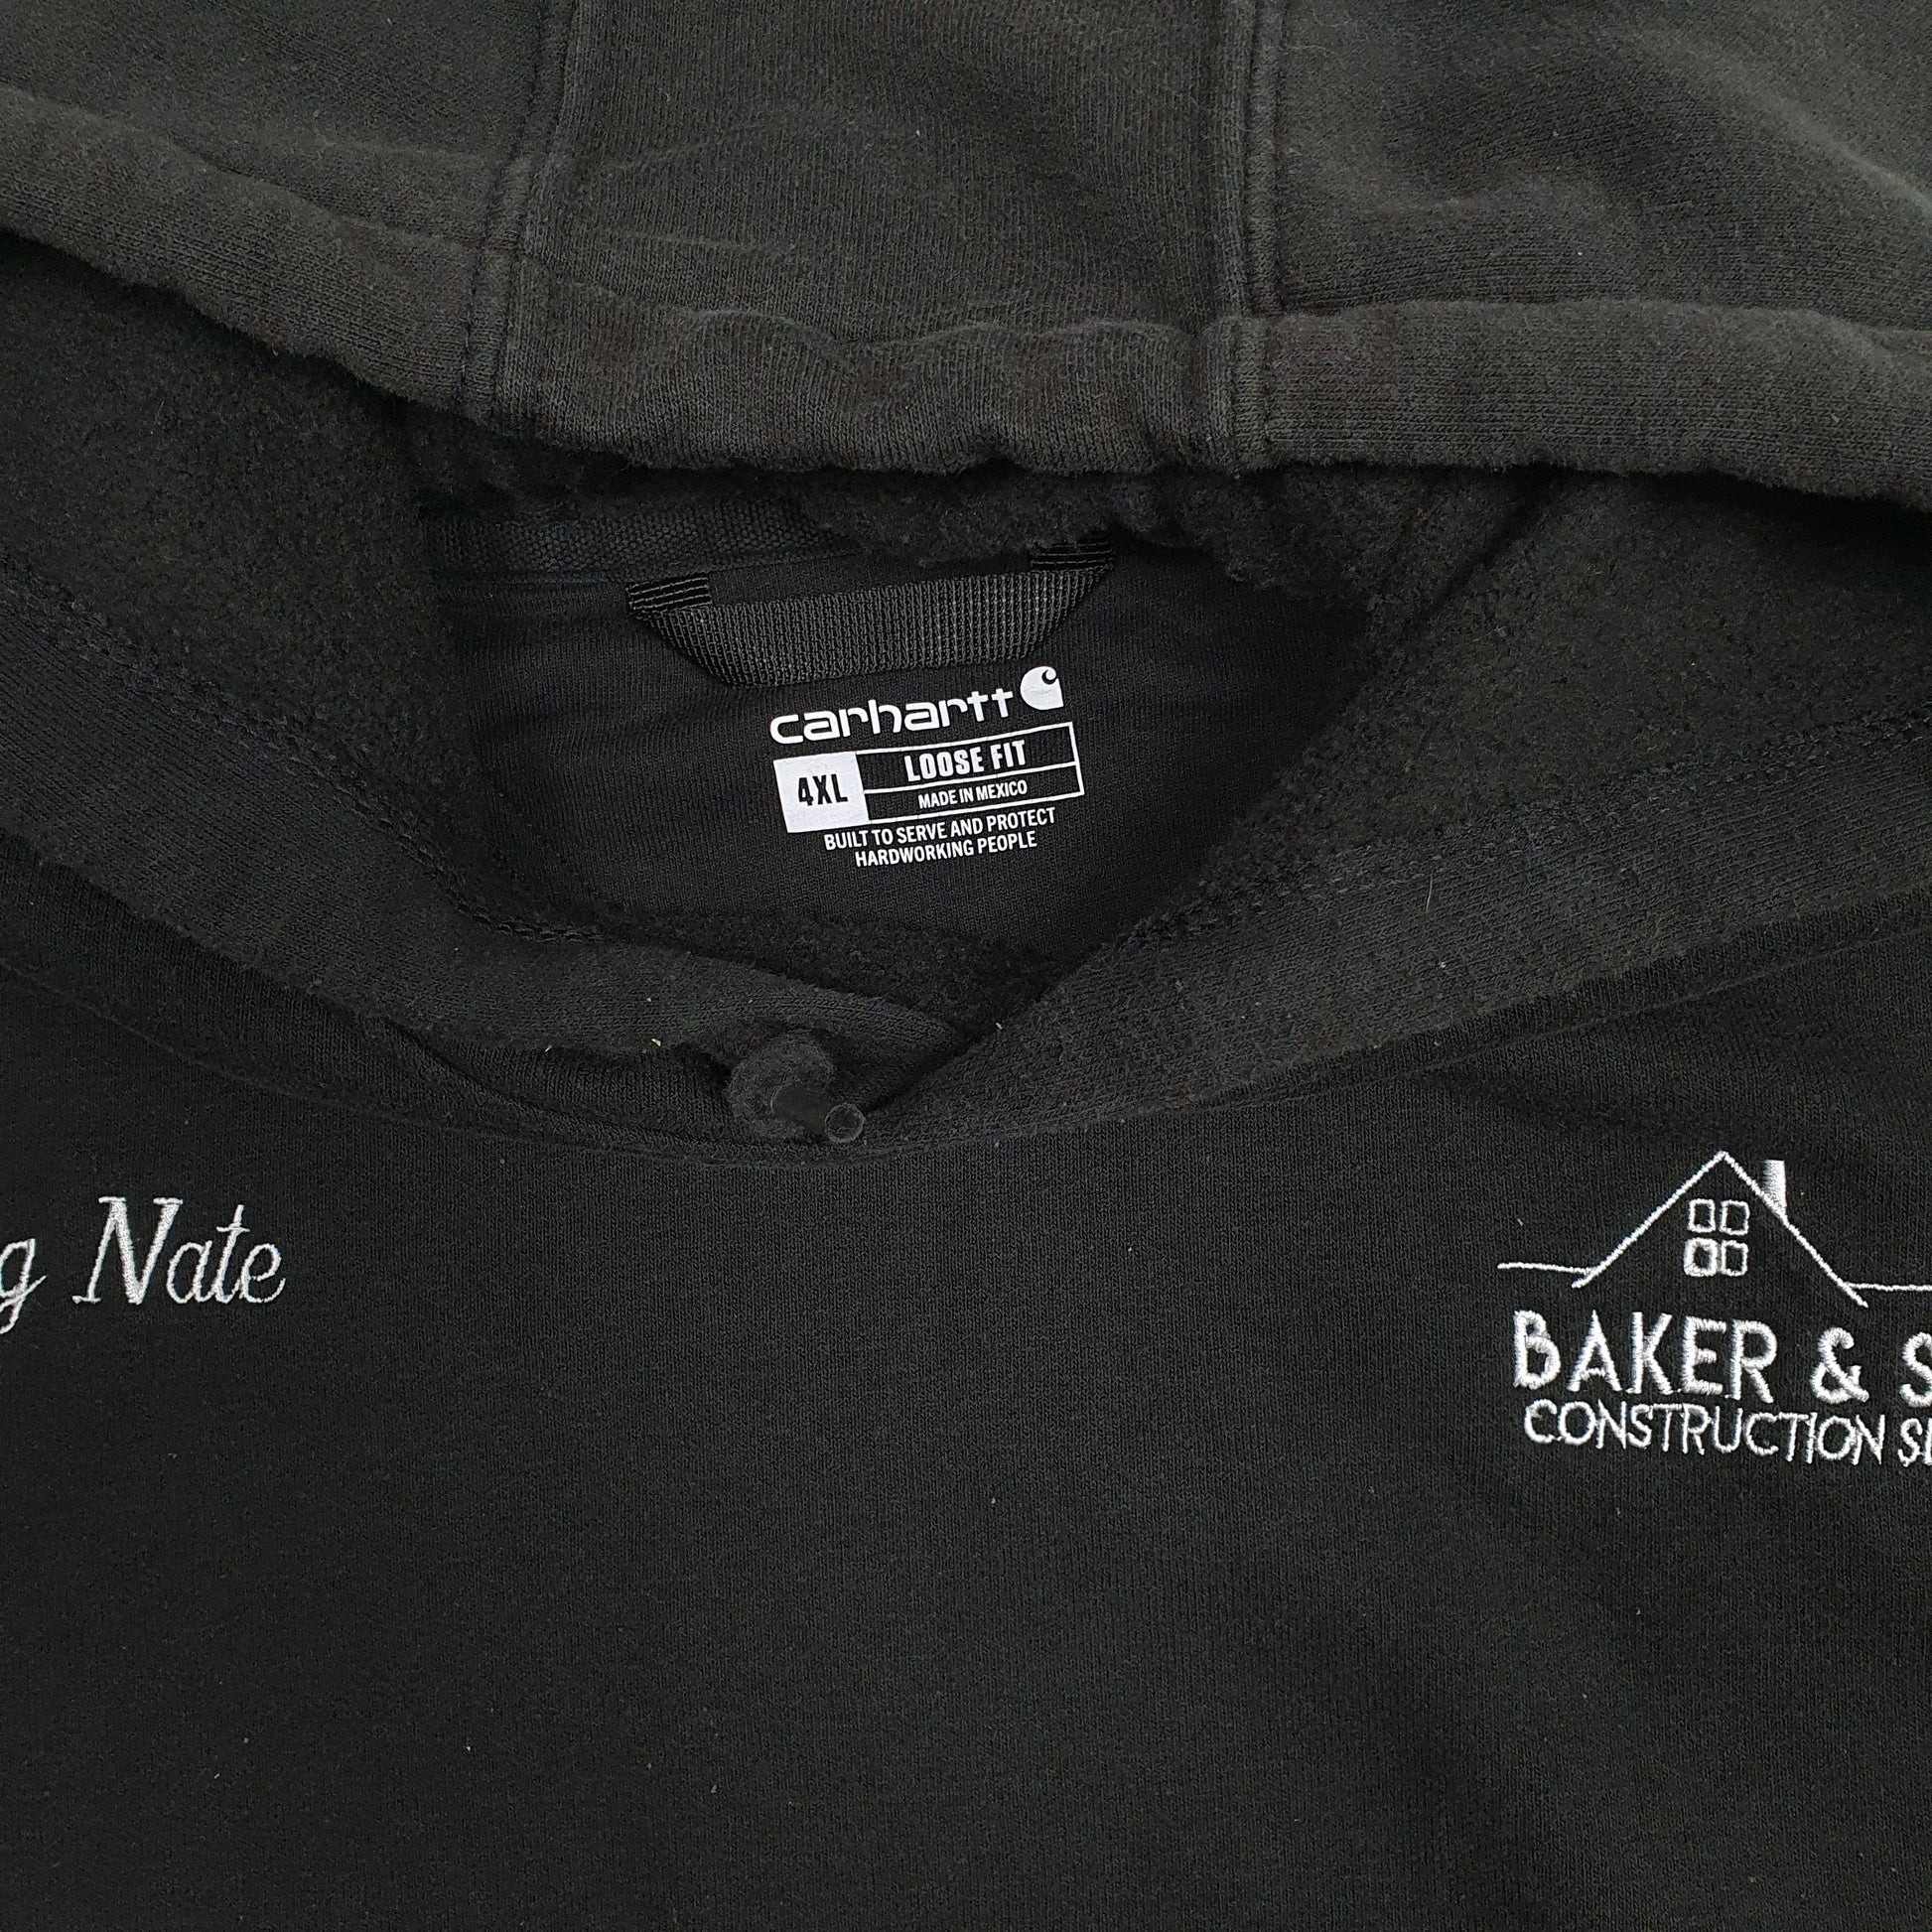 carhartt
4XL
LOOSE FIT
MADE IN MEXICO
BUILT TO SERVE AND PROTECT
HARDWORKING PEOPLE
Nate
BAKER &
CONSTRUCTION